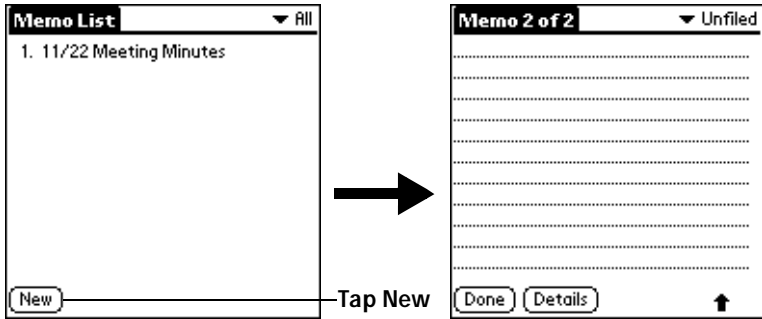 Memo List ▼ All
1. 11/22 Meeting Minutes
New
Tap New
Memo 2 of 2 ▼ Unfiled
Done Details